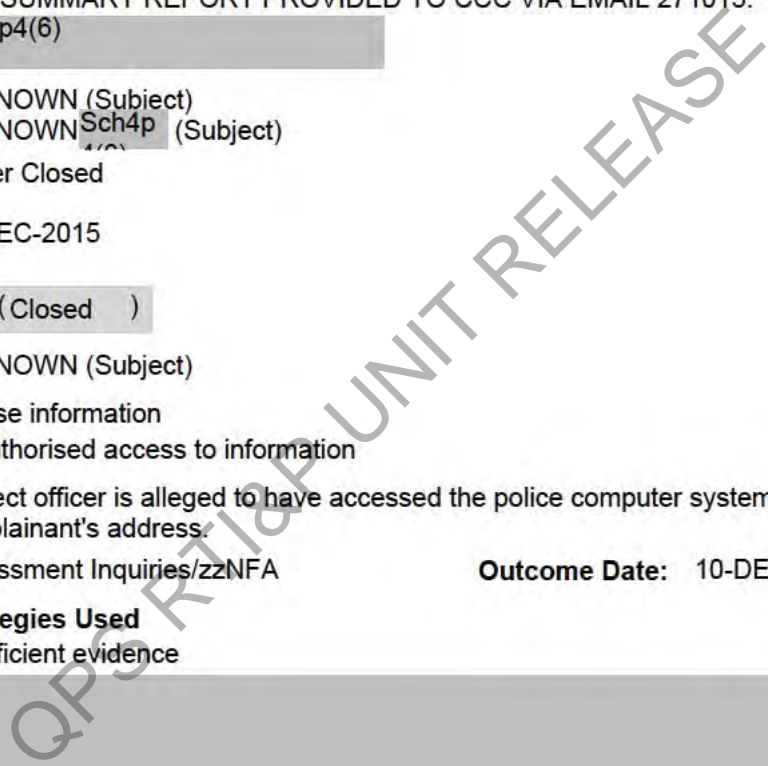 SUMMARY REPORT PROVIDED TO CCC VIA EMAIL 271015.
p4(6)
NOWN (Subject)
NOWN Sch4p (Subject)
er Closed
EC-2015
(Closed )
NOWN (Subject)
se information
uthorised access to information
ect officer is alleged to have accessed the police computer system
plainant's address.
ssment Inquiries/zzNFA Outcome Date: 10-DE
egies Used
ficient evidence
QPS RTI&P UNIT RELEASE